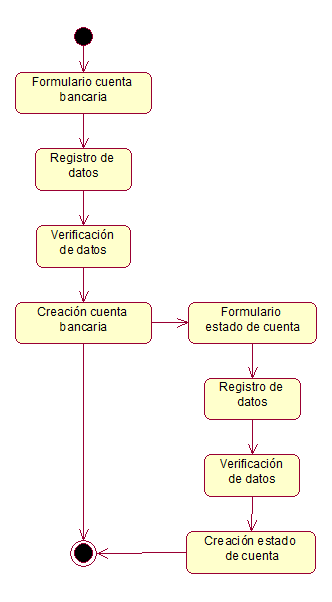 Formulario cuenta
bancaria
Registro de
datos
Verificación
de datos
Creación cuenta
bancaria
Formulario
estado de cuenta
Registro de
datos
Verificación
de datos
Creación estado
de cuenta